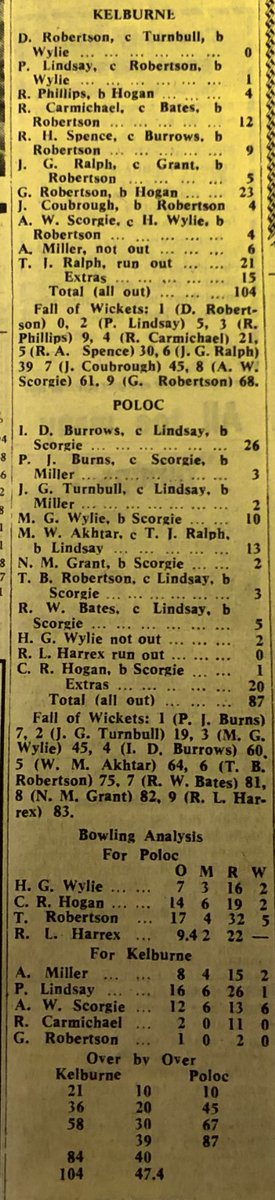 KELBURNE
D. Robertson, c Turnbull, b
Wylie ... ... ... ... ... ... ... 0
P. Lindsay, c Robertson, b
Wylie ... ... ... ... ... ... ... 1
R. Phillips, b Hogan ... ... ... 4
R. Carmichael, c Bates, b
Robertson ... ... ... ... ... 12
R. H. Spence, c Burrows, b
Robertson ... ... ... ... ... 9
J. G. Ralph, c Grant, b
Robertson ... ... ... ... ... 5
G. Robertson, b Hogan ... ... 23
J. Coubrough, b Robertson 4
A. W. Scorgie, c H. Wylie, b
Robertson ... ... ... ... ... 4
A. Miller, not out ... ... ... 6
T. J. Ralph, run out ... ... 21
Extras ... ... ... ... ... 15
Total (all out) ... ... ... 104
Fall of Wickets: 1 (D. Robert-
son) 0, 2 (P. Lindsay) 5, 3 (R.
Phillips) 9, 4 (R. Carmichael) 21,
5 (R. A. Spence) 30, 6 (J. G. Ralph)
39 7 (J. Coubrough) 45, 8 (A. W.
Scorgie) 61, 9 (G. Robertson) 68.
POLOC
I. D. Burrows, c Lindsay, b
Scorgie ... ... ... ... ... ... 26
P. J. Burns, c Scorgie, b
Miller ... ... ... ... ... ... 3
J. G. Turnbull, c Lindsay, b
Miller ... ... ... ... ... ... 2
M. G. Wylie, b Scorgie ... ... 10
M. W. Akhtar, c T. J. Ralph,
b Lindsay ... ... ... ... ... 13
N. M. Grant, b Scorgie ... ... 2
T. B. Robertson, c Lindsay, b
Scorgie ... ... ... ... ... 3
R. W. Bates, c Lindsay, b
Scorgie ... ... ... ... ... ... 5
H. G. Wylie not out ... ... ... 2
R. L. Harrex run out ... ... 0
C. R. Hogan, b Scorgie ... ... 1
Extras ... ... ... ... ... 20
Total (all out) ... ... ... 87
Fall of Wickets: 1 (P. J. Burns)
7, 2 (J. G. Turnbull) 19, 3 (M. G.
Wylie) 45, 4 (I. D. Burrows) 60,
5 (W. M. Akhtar) 64, 6 (T. B.
Robertson) 75, 7 (R. W. Bates) 81,
8 (N. M. Grant) 82, 9 (R. L. Har-
rex) 83.
Bowling Analysis
For Poloc
O M R W
H. G. Wylie ... ... 7 3 16 2
C. R. Hogan ... ... 14 6 19 2
T. Robertson ... 17 4 32 5
R. L. Harrex ... 9.4 2 22 —
For Kelburne
A. Miller ... ... 8 4 15 2
P. Lindsay ... ... 16 6 26 1
A. W. Scorgie ... 12 6 13 6
R. Carmichael ... 2 0 11 0
G. Robertson ... 1 0 2 0
Over by Over
Kelburne Poloc
21 10 10
36 20 45
58 30 67
39 87
84 40
104 47.4